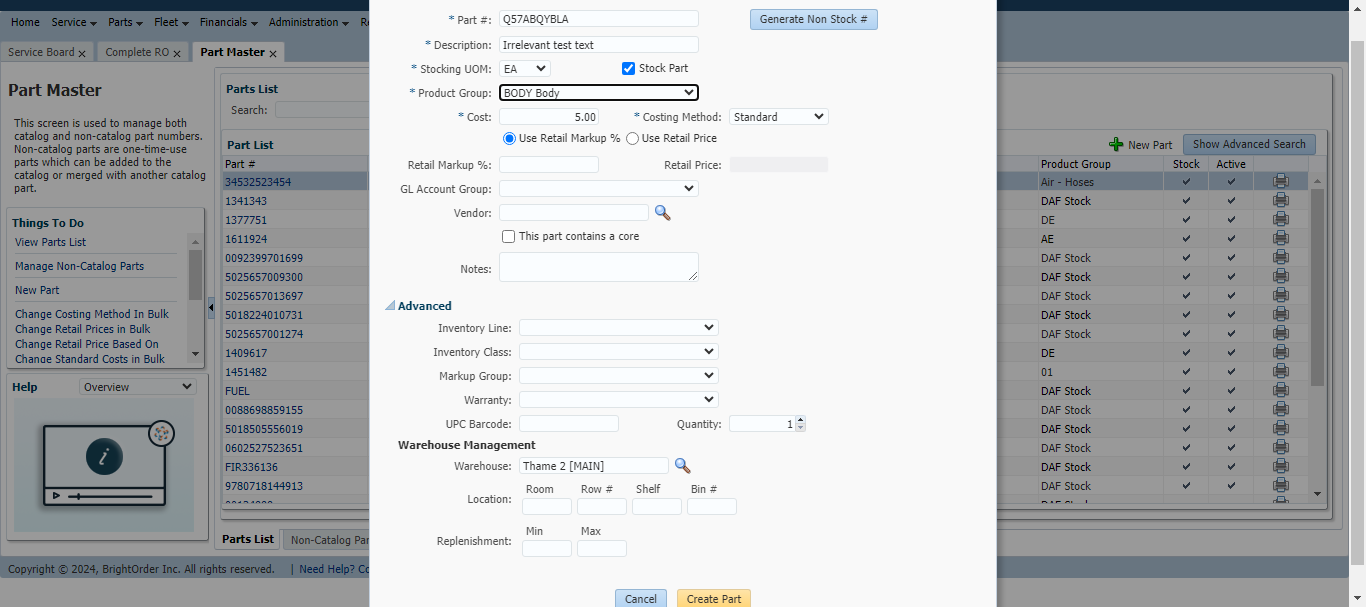 Home Service Parts Fleet Financials Administration
Service Board x Complete RO x Part Master x
Part Master
This screen is used to manage both
catalog and non-catalog part numbers.
Non-catalog parts are one-time-use
parts which can be added to the
catalog or merged with another catalog
part.
Things To Do
View Parts List
Manage Non-Catalog Parts
New Part
Change Costing Method In Bulk
Change Retail Prices in Bulk
Change Retail Price Based On
Change Standard Costs in Bulk
Help Overview
Parts List
Search:
Part List
Part #
34532523454
1341343
1377751
1611924
0092399701699
5025657009300
5025657013697
5018224010731
5025657001274
1409617
1451482
FUEL
0088698859155
5018505556019
0602527523651
FIR336136
9780718144913
Parts List Non-Catalog
* Part #: Q57ABQYBLA Generate Non Stock #
* Description: Irrelevant test text
* Stocking UOM: EA Stock Part
* Product Group: BODY Body
* Cost: 5.00 * Costing Method: Standard
Use Retail Markup % Use Retail Price
Retail Markup %: Retail Price:
GL Account Group:
Vendor:
This part contains a core
Notes:
Advanced
Inventory Line:
Inventory Class:
Markup Group:
Warranty:
UPC Barcode: Quantity: 1
Warehouse Management
Warehouse: Thame 2 [MAIN]
Room Row # Shelf Bin #
Location:
Min Max
Replenishment:
Cancel Create Part
New Part Show Advanced Search
Product Group Stock Active
Air - Hoses
DAF Stock
DE
AE
DAF Stock
DAF Stock
DAF Stock
DAF Stock
DAF Stock
DE
01
DAF Stock
DAF Stock
DAF Stock
DAF Stock
DAF Stock
DAF Stock
Copyright © 2024, BrightOrder Inc. All rights reserved. | Need Help?